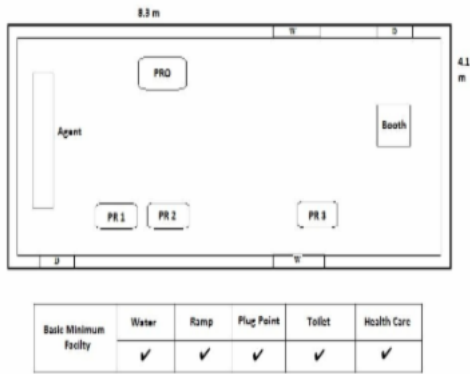 8.3 m
W D
4.1 m
PRO
Agent
Booth
PR 1 PR 2 PR 3
D W
Basic Minimum Facilty Water Ramp Plug Point Toilet Health Care
✔ ✔ ✔ ✔ ✔